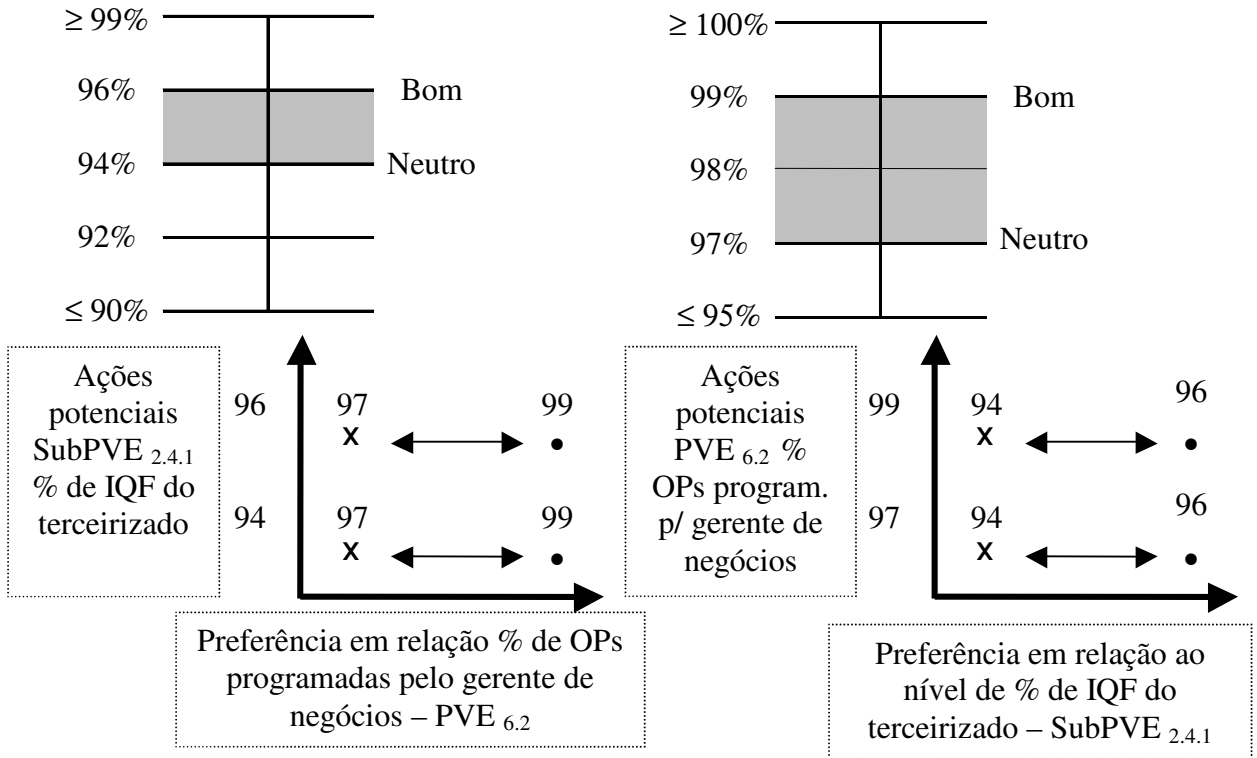 ≥ 99%
96% Bom
94% Neutro
92%
≤ 90%
≥ 100%
99% Bom
98%
97% Neutro
≤ 95%
Ações
potenciais
SubPVE 2.4.1
% de IQF do
terceirizado
96 97 99
x •
94 97 99
x •
Preferência em relação % de OPs
programadas pelo gerente de
negócios – PVE 6.2
Ações
potenciais
PVE 6.2 %
OPs program.
p/ gerente de
negócios
99 94 96
x •
97 94 96
x •
Preferência em relação ao
nível de % de IQF do
terceirizado – SubPVE 2.4.1